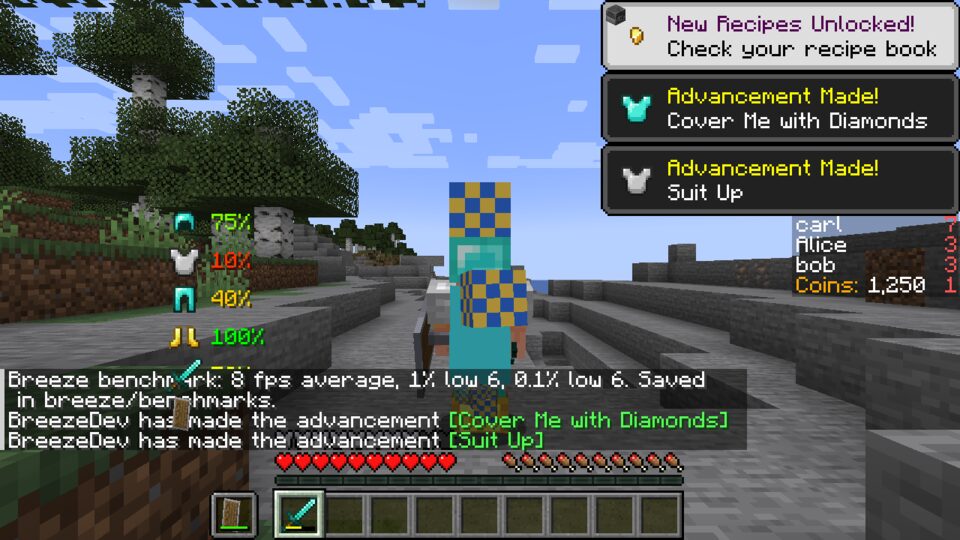 New Recipes Unlocked!
Check your recipe book
Advancement Made!
Cover Me with Diamonds
Advancement Made!
Suit Up
carl 7
Alice 3
bob 3
Coins: 1,250 1
75%
10%
40%
100%
Breeze benchmark: 8 fps average, 1% low 6, 0.1% low 6. Saved
in breeze/benchmarks.
BreezeDev has made the advancement [Cover Me with Diamonds]
BreezeDev has made the advancement [Suit Up]